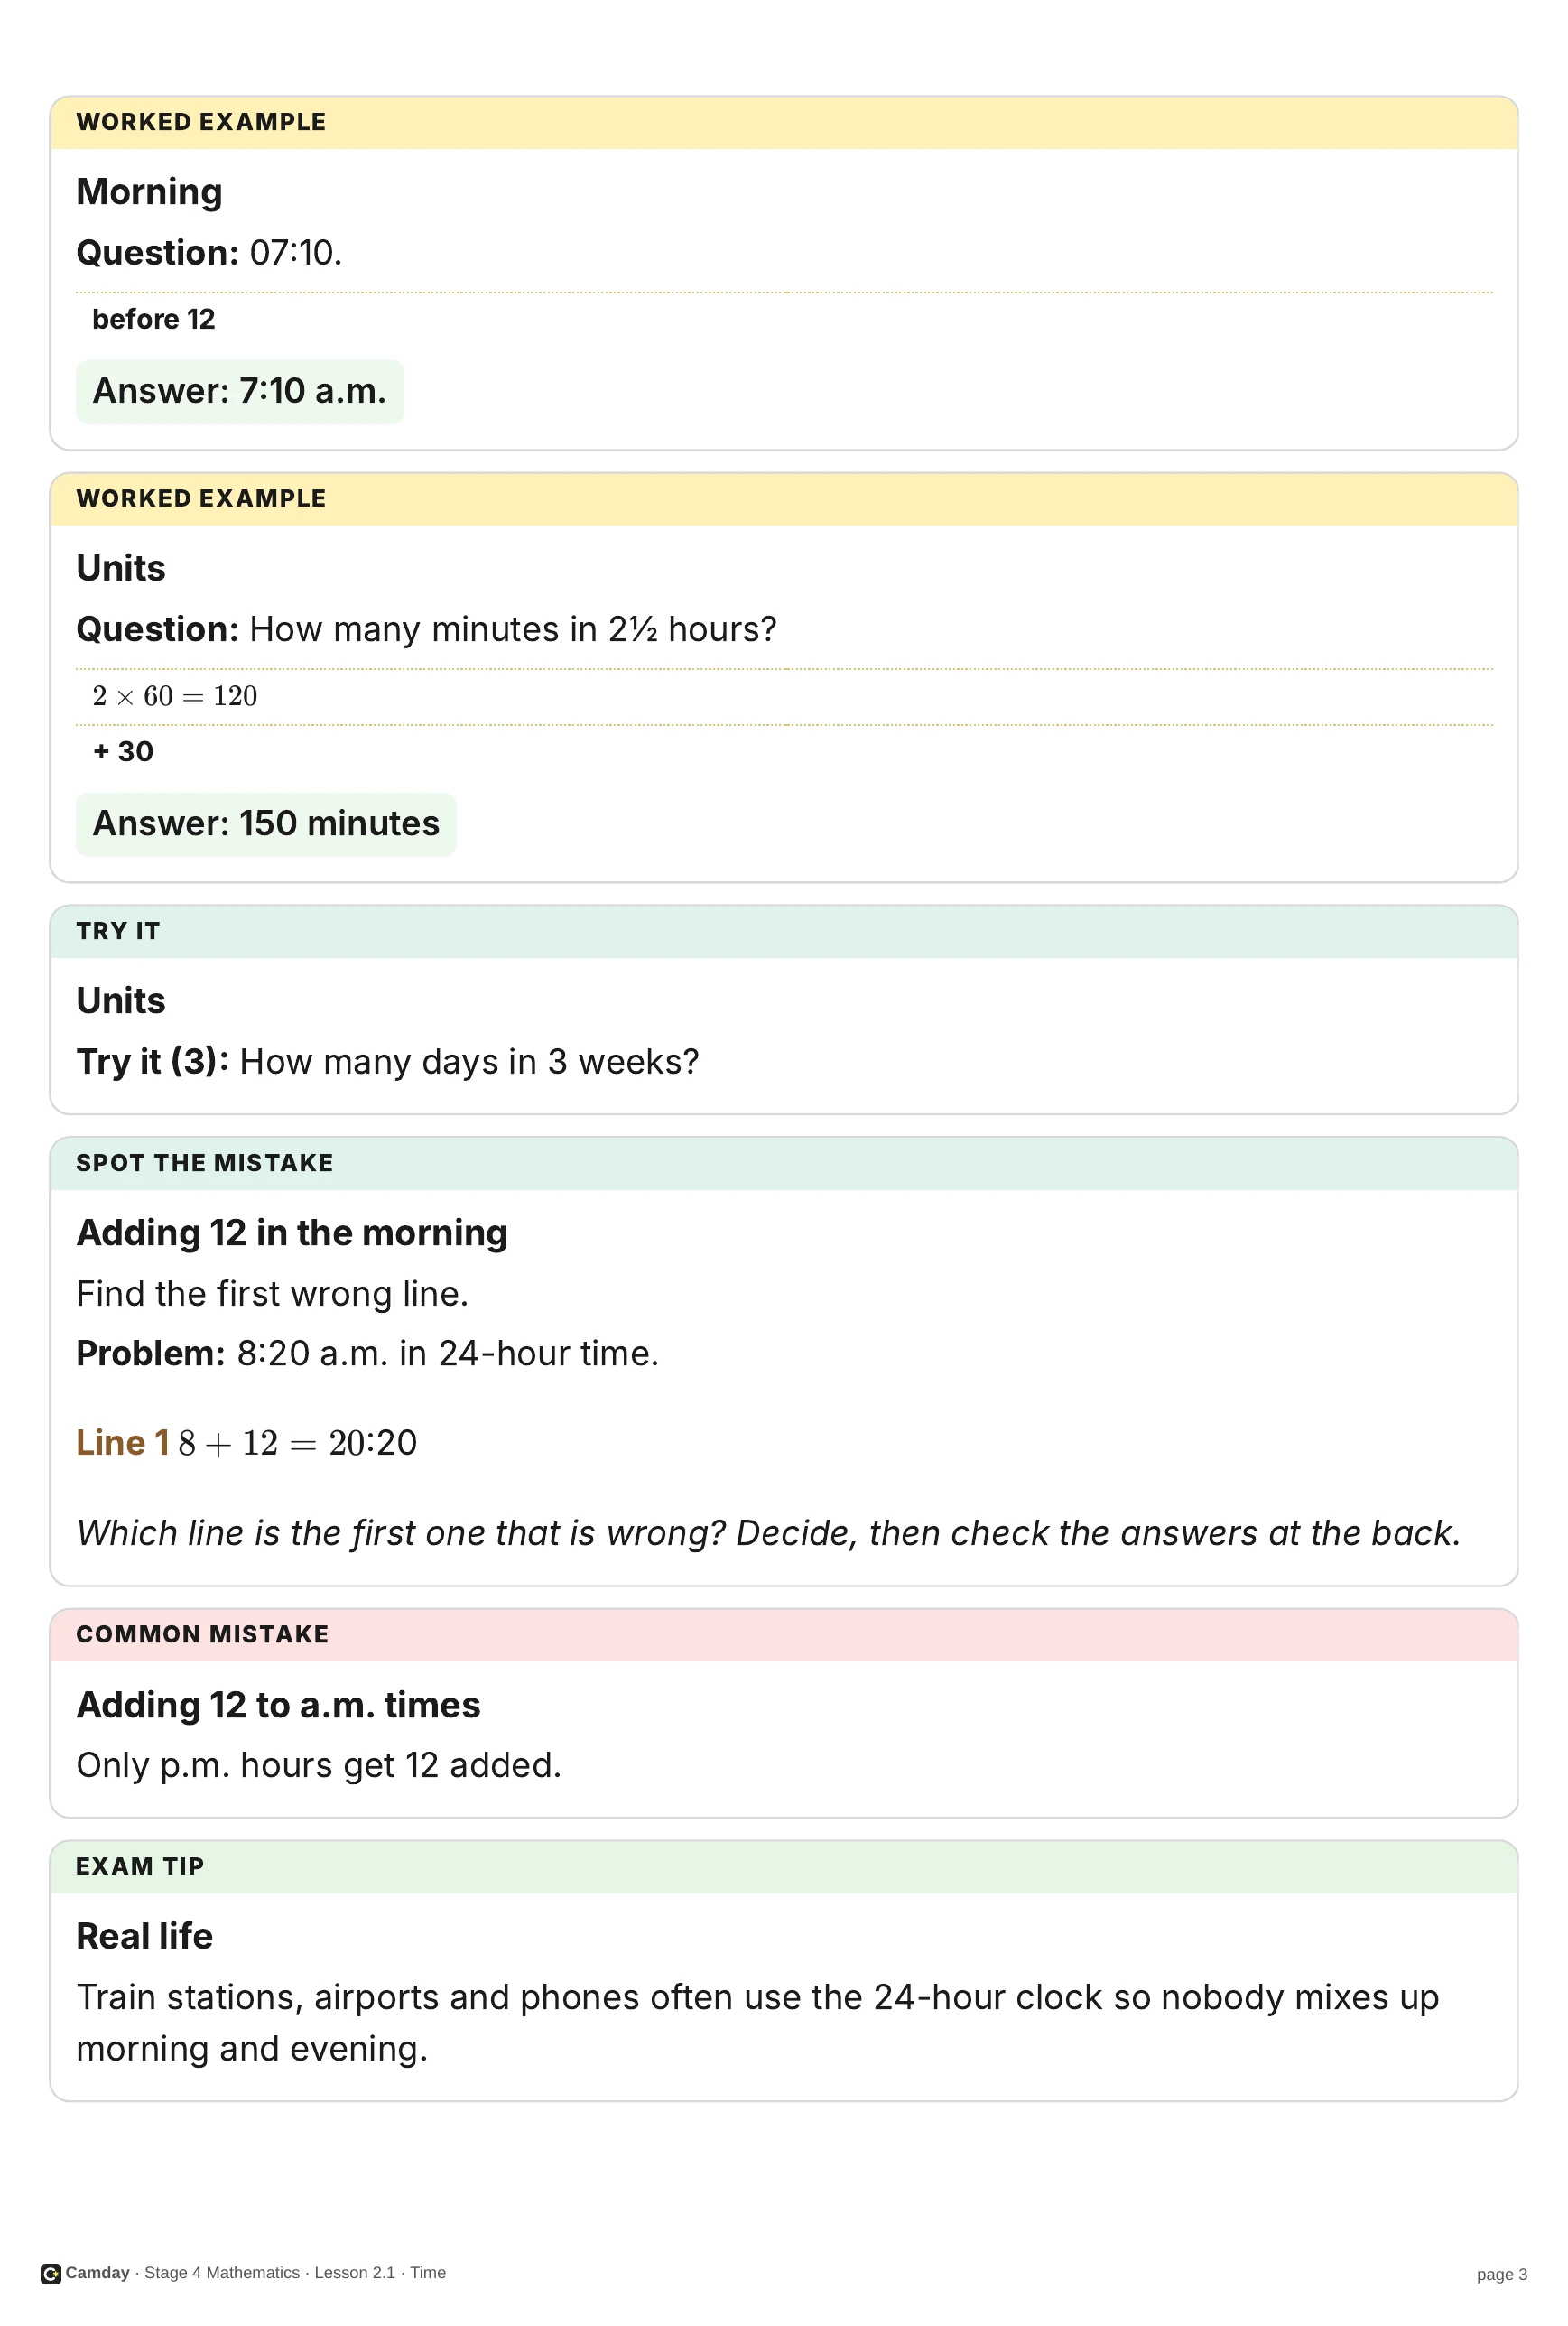 WORKED EXAMPLE
Morning
Question: 07:10.
before 12
Answer: 7:10 a.m.
WORKED EXAMPLE
Units
Question: How many minutes in 2½ hours?
2 × 60 = 120
+ 30
Answer: 150 minutes
TRY IT
Units
Try it (3): How many days in 3 weeks?
SPOT THE MISTAKE
Adding 12 in the morning
Find the first wrong line.
Problem: 8:20 a.m. in 24-hour time.
Line 1 8 + 12 = 20:20
Which line is the first one that is wrong? Decide, then check the answers at the back.
COMMON MISTAKE
Adding 12 to a.m. times
Only p.m. hours get 12 added.
EXAM TIP
Real life
Train stations, airports and phones often use the 24-hour clock so nobody mixes up
morning and evening.
Camday · Stage 4 Mathematics · Lesson 2.1 · Time
page 3